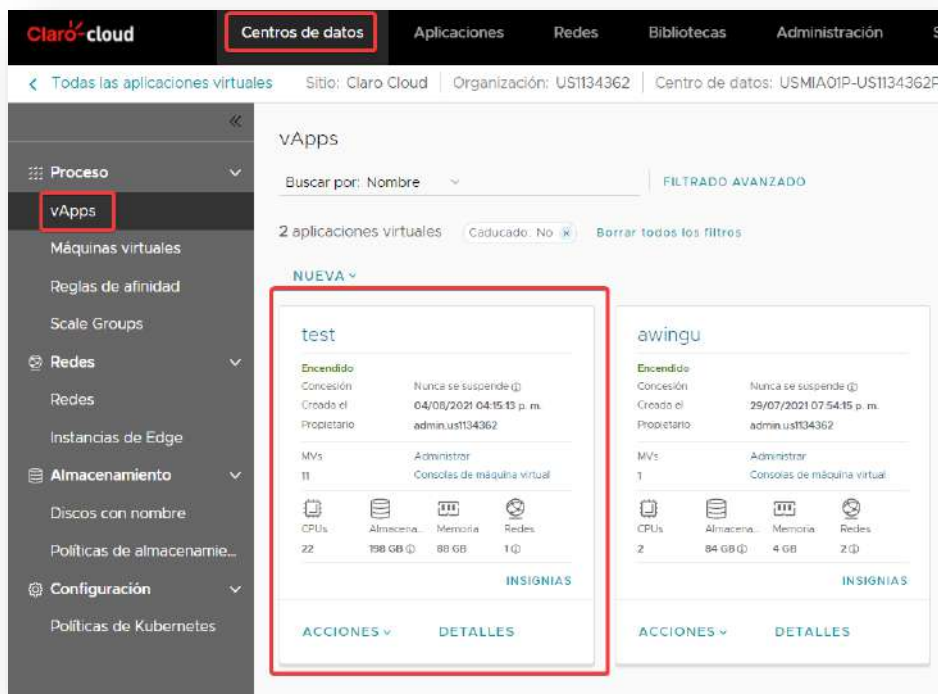 Claro-cloud
Centros de datos Aplicaciones Redes Bibliotecas Administración S
Todas las aplicaciones virtuales Sitio: Claro Cloud Organización: US1134362 Centro de datos: USMIA01P-US1134362P
vApps
Proceso
vApps
Máquinas virtuales
Reglas de afinidad
Scale Groups
Redes
Redes
Instancias de Edge
Almacenamiento
Discos con nombre
Políticas de almacenamie...
Configuración
Políticas de Kubernetes
Buscar por: Nombre
FILTRADO AVANZADO
2 aplicaciones virtuales Caducado: No Borrar todos los filtros
NUEVA
test
Encendido
Concesión Nunca se suspende
Creada el 04/08/2021 04:15:13 p. m.
Propietario admin.us1134362
MVs Administrar
11 Consolas de máquina virtual
CPUs Almacena... Memoria Redes
22 198 GB 88 GB 1
INSIGNIAS
ACCIONES DETALLES
awingu
Encendido
Concesión Nunca se suspende
Creada el 29/07/2021 07:54:15 p. m.
Propietario admin.us1134362
MVs Administrar
1 Consolas de máquina virtual
CPUs Almacena... Memoria Redes
2 84 GB 4 GB 2
INSIGNIAS
ACCIONES DETALLES